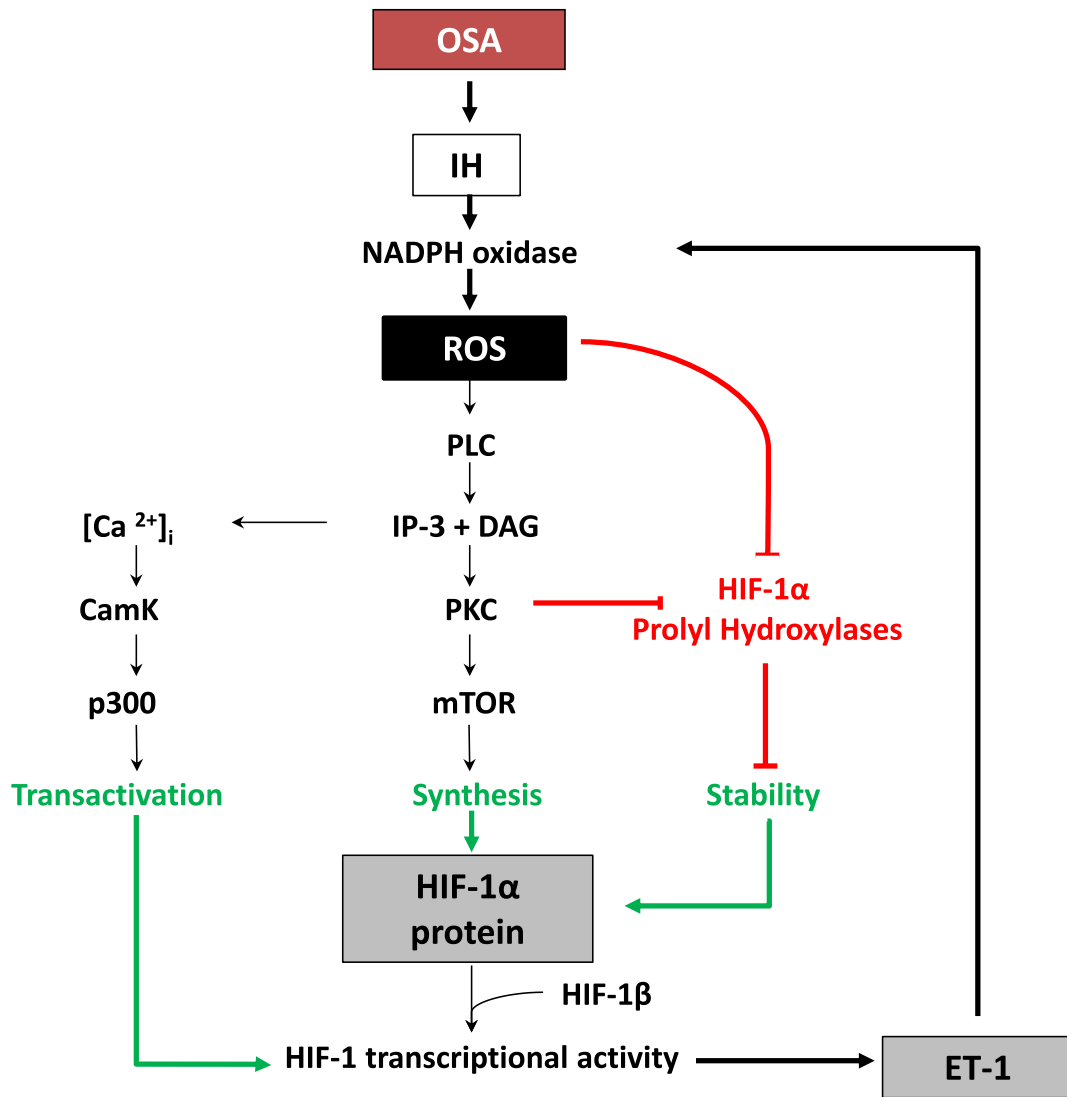 OSA
IH
NADPH oxidase
ROS
PLC
[Ca 2+]i
IP-3 + DAG
CamK
PKC
HIF-1α
Prolyl Hydroxylases
p300
mTOR
Transactivation
Synthesis
Stability
HIF-1α
protein
HIF-1β
HIF-1 transcriptional activity
ET-1